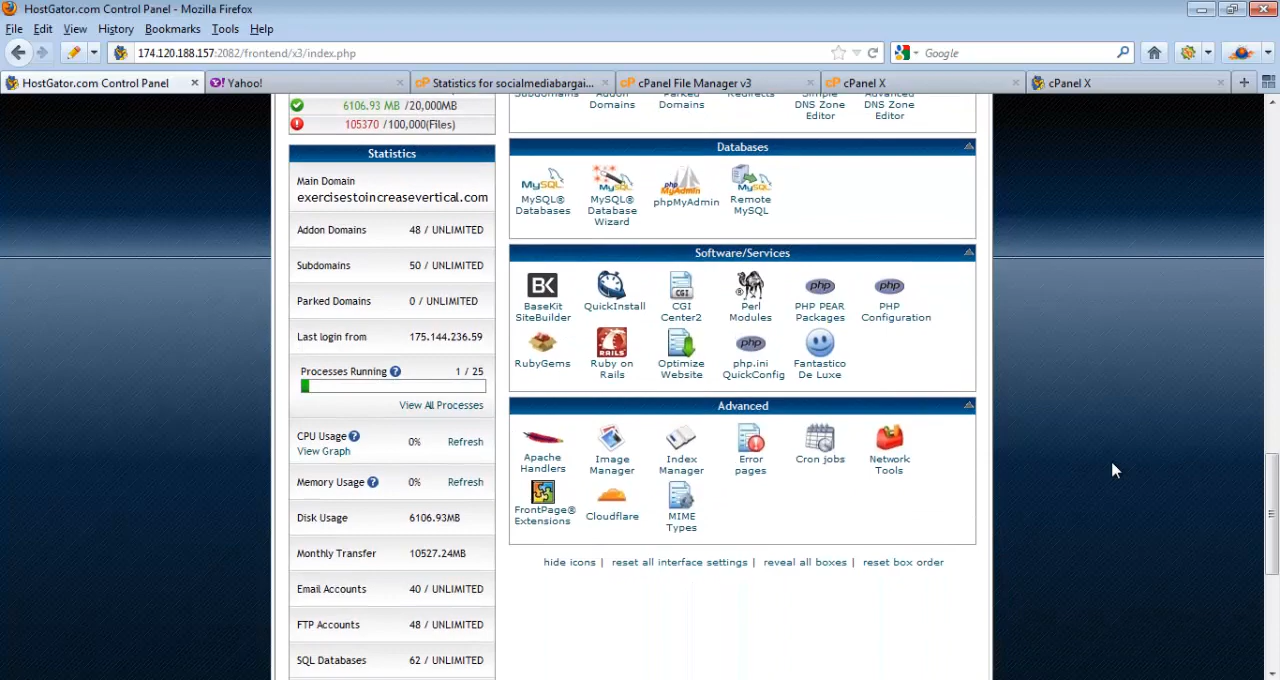 HostGator.com Control Panel - Mozilla Firefox
File Edit View History Bookmarks Tools Help
174.120.188.157:2082/frontend/x3/index.php
Google
HostGator.com Control Panel
Yahoo!
Statistics for socialmediabargai...
cPanel File Manager v3
cPanel X
cPanel X
6106.93 MB /20,000MB
105370 /100,000(Files)
Statistics
Main Domain
exercisestoincreasevertical.com
Addon Domains 48 / UNLIMITED
Subdomains 50 / UNLIMITED
Parked Domains 0 / UNLIMITED
Last login from 175.144.236.59
Processes Running 1 / 25
View All Processes
CPU Usage 0% Refresh
View Graph
Memory Usage 0% Refresh
Disk Usage 6106.93MB
Monthly Transfer 10527.24MB
Email Accounts 40 / UNLIMITED
FTP Accounts 48 / UNLIMITED
SQL Databases 62 / UNLIMITED
Subdomains
Addon
Domains
Parked
Domains
Redirects
Simple
DNS Zone
Editor
Advanced
DNS Zone
Editor
Databases
MySQL®
Databases
MySQL®
Database
Wizard
phpMyAdmin
Remote
MySQL
Software/Services
BaseKit
SiteBuilder
QuickInstall
CGI
Center2
Perl
Modules
PHP PEAR
Packages
PHP
Configuration
RubyGems
Ruby on
Rails
Optimize
Website
php.ini
QuickConfig
Fantastico
De Luxe
Advanced
Apache
Handlers
Image
Manager
Index
Manager
Error
pages
Cron jobs
Network
Tools
FrontPage®
Extensions
Cloudflare
MIME
Types
hide icons | reset all interface settings | reveal all boxes | reset box order